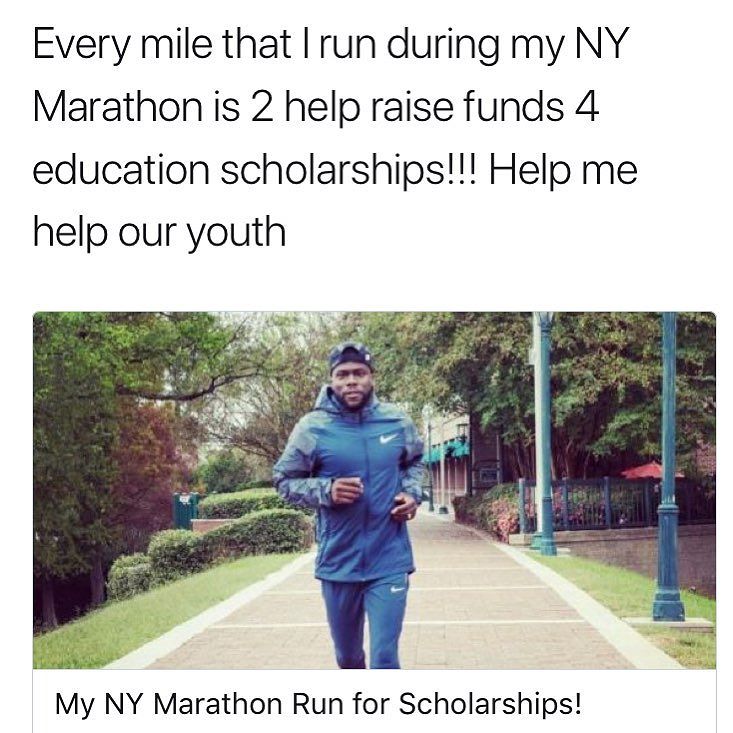 Every mile that I run during my NY
Marathon is 2 help raise funds 4
education scholarships!!! Help me
help our youth
My NY Marathon Run for Scholarships!